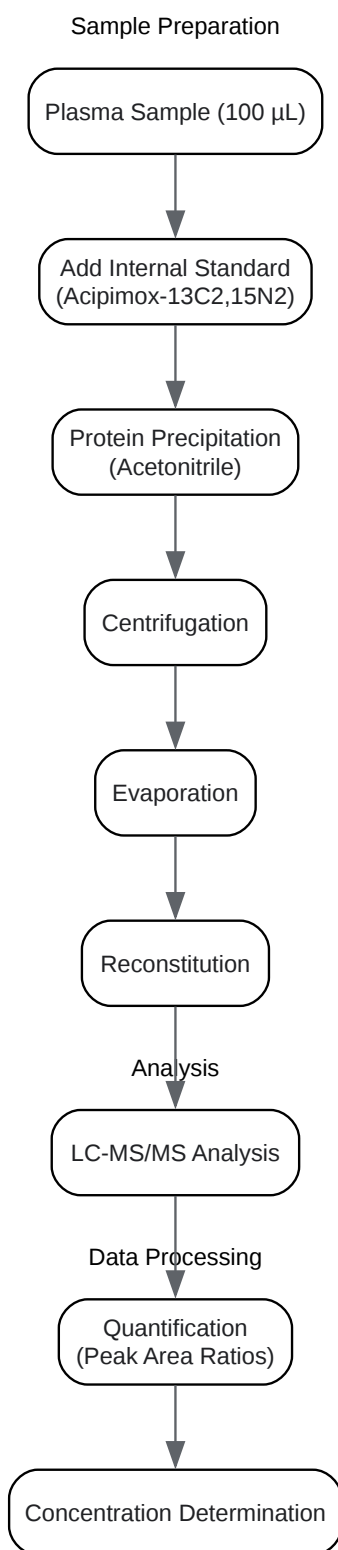 Sample Preparation
Plasma Sample (100 µL)
Add Internal Standard
(Acipimox-13C2,15N2)
Protein Precipitation
(Acetonitrile)
Centrifugation
Evaporation
Reconstitution
Analysis
LC-MS/MS Analysis
Data Processing
Quantification
(Peak Area Ratios)
Concentration Determination